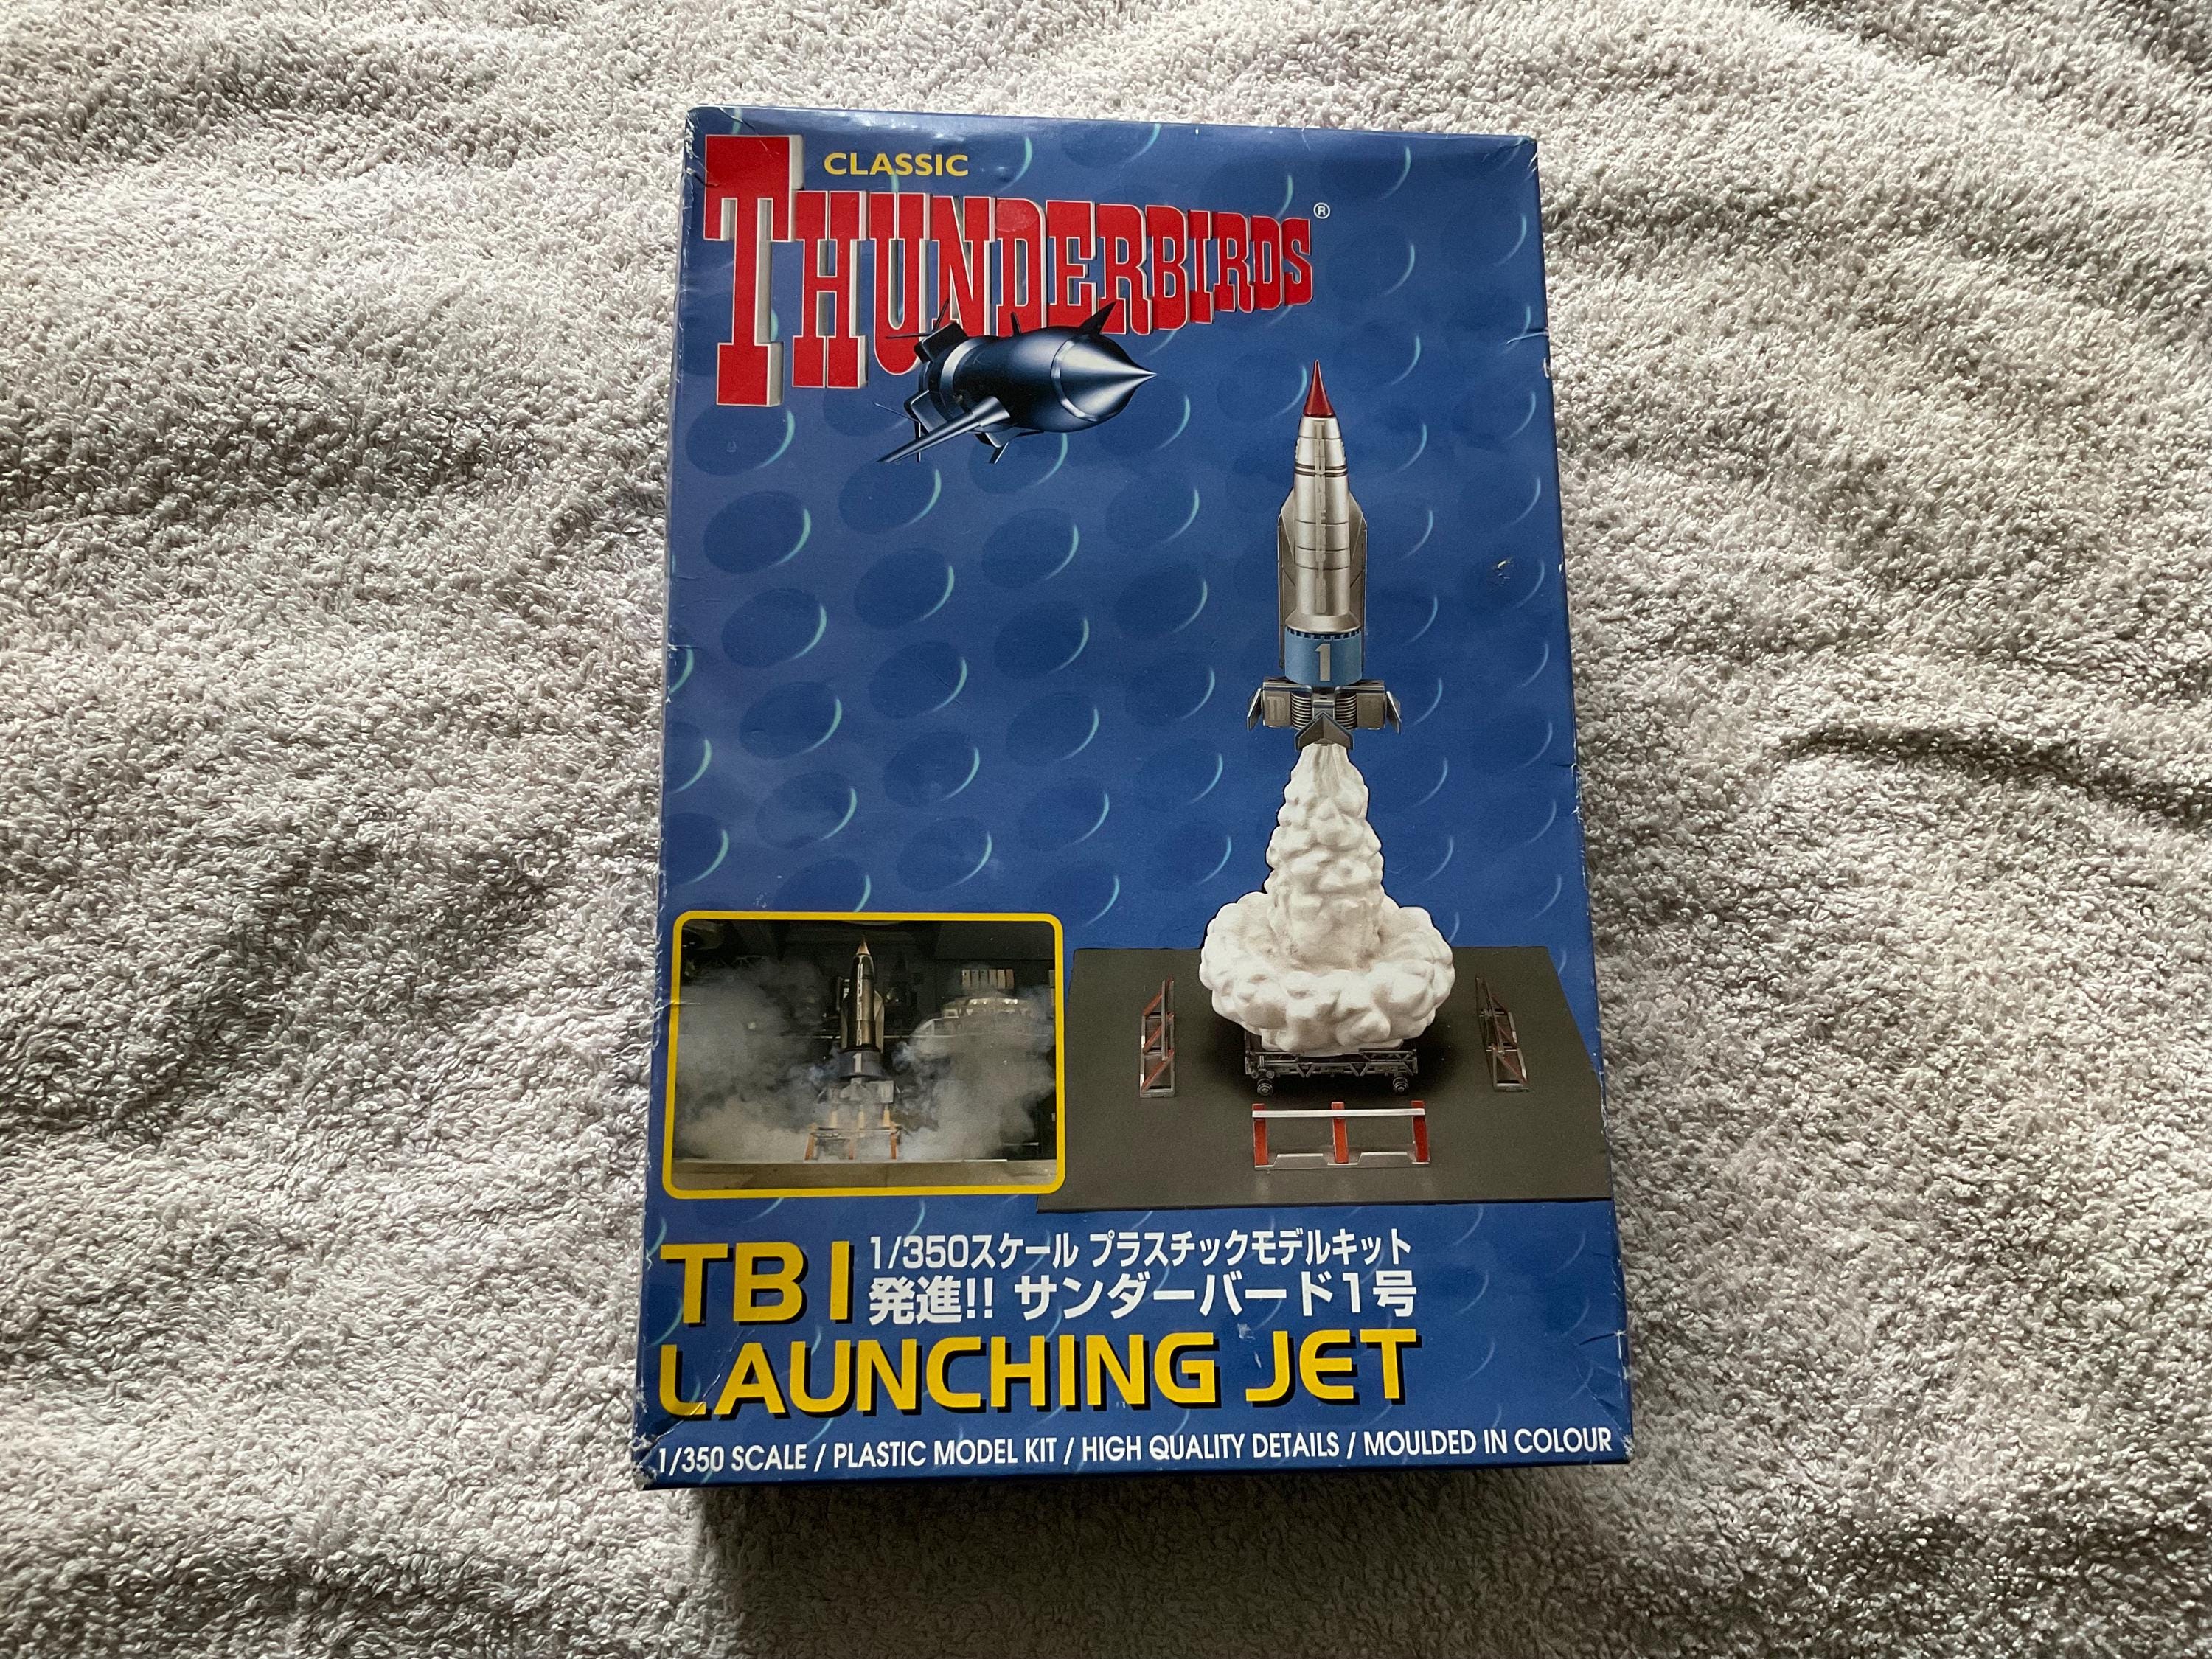 CLASSIC
THUNDERBIRDS®
1
1
TB1
1/350スケール プラスチックモデルキット
発進!! サンダーバード1号
LAUNCHING JET
1/350 SCALE / PLASTIC MODEL KIT / HIGH QUALITY DETAILS / MOULDED IN COLOUR